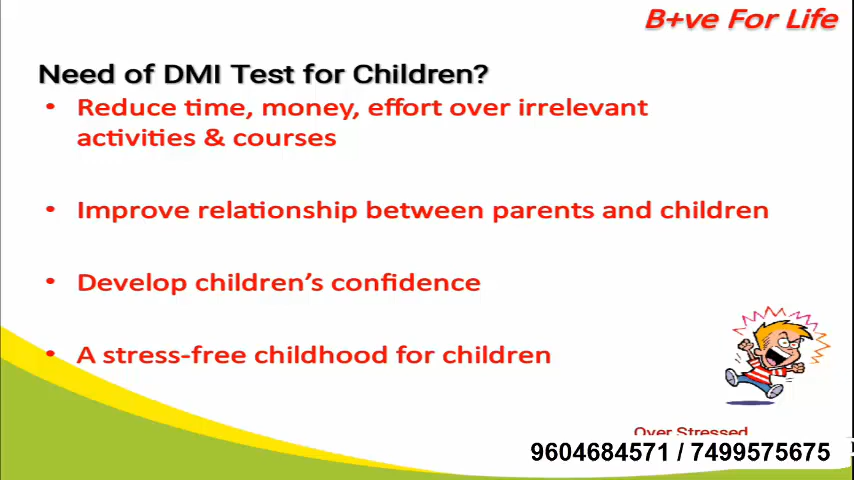 B+ve For Life
Need of DMI Test for Children?
• Reduce time, money, effort over irrelevant
activities & courses
• Improve relationship between parents and children
• Develop children’s confidence
• A stress-free childhood for children
Over Stressed
9604684571 / 7499575675